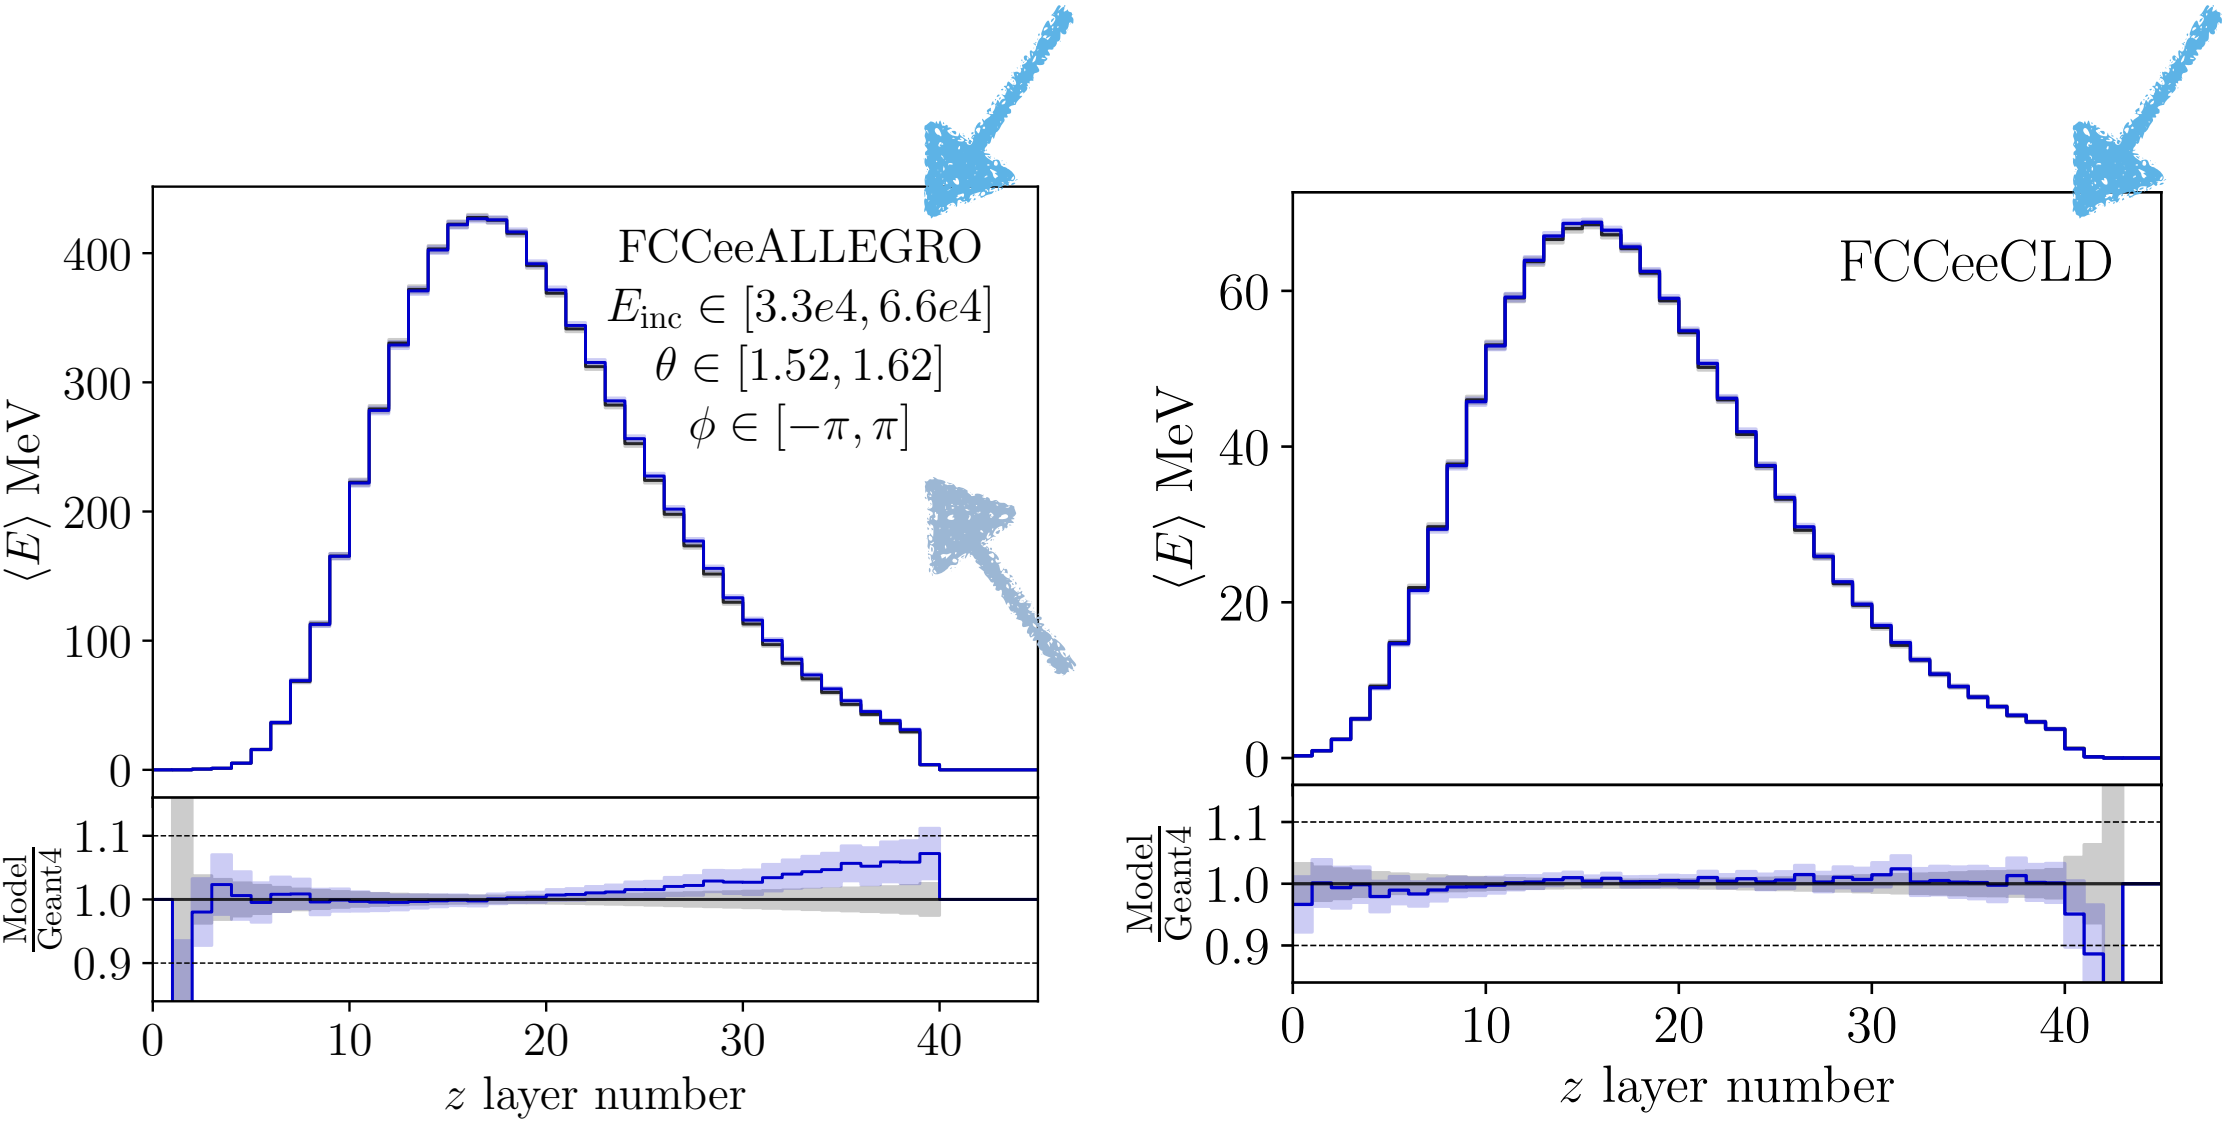 FCCeeALLEGRO
E_inc ∈ [3.3e4, 6.6e4]
θ ∈ [1.52, 1.62]
ϕ ∈ [−π, π]
⟨E⟩ MeV
400
300
200
100
0
Model
Geant4
1.1
1.0
0.9
0 10 20 30 40
z layer number
FCCeeCLD
⟨E⟩ MeV
60
40
20
0
Model
Geant4
1.1
1.0
0.9
0 10 20 30 40
z layer number